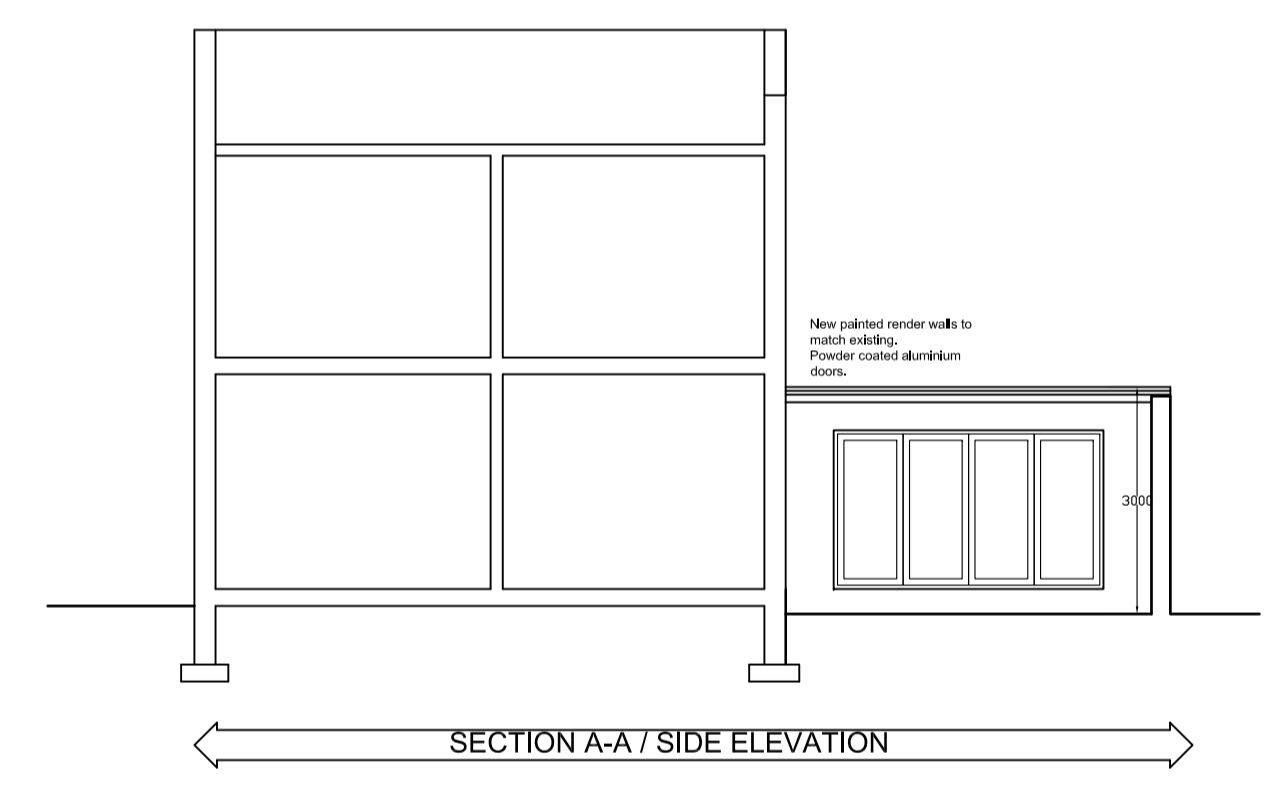 New painted render walls to
match existing.
Powder coated aluminium
doors.
3000
SECTION A-A / SIDE ELEVATION